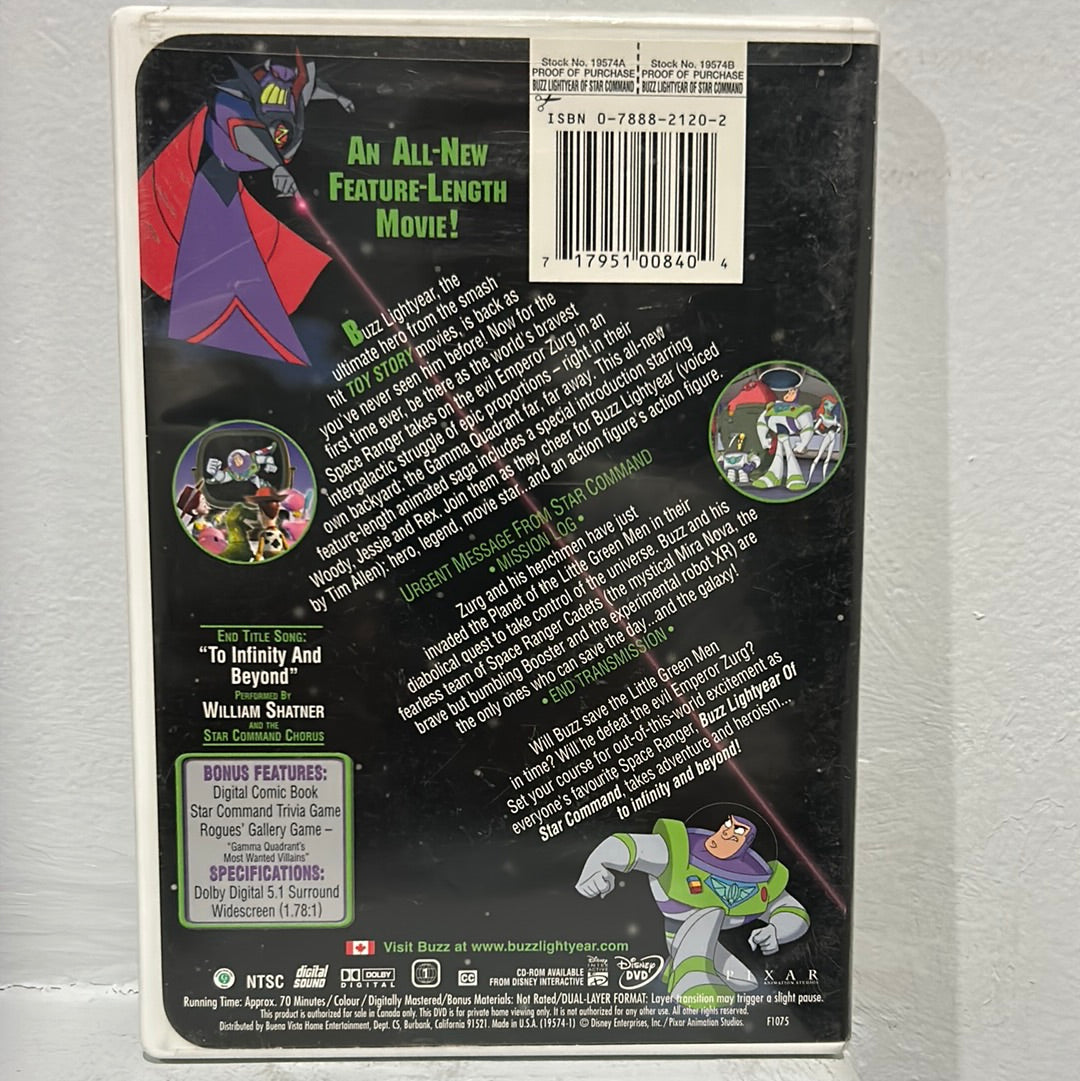 Stock No. 19574A
PROOF OF PURCHASE
BUZZ LIGHTYEAR OF STAR COMMAND
Stock No. 19574B
PROOF OF PURCHASE
BUZZ LIGHTYEAR OF STAR COMMAND
ISBN 0-7888-2120-2
7 17951 00840 4
AN ALL-NEW
FEATURE-LENGTH
MOVIE!
Z
Buzz Lightyear, the
ultimate hero from the smash
hit TOY STORY movies, is back as
you've never seen him before! Now for the
first time ever, be there as the world's bravest
Space Ranger takes on the evil Emperor Zurg in an
intergalactic struggle of epic proportions – right in their
own backyard: the Gamma Quadrant far, far away. This all-new
feature-length animated saga includes a special introduction starring
Woody, Jessie and Rex. Join them as they cheer for Buzz Lightyear (voiced
by Tim Allen); hero, legend, movie star, and an action figure's action figure.
URGENT MESSAGE FROM STAR COMMAND
• MISSION LOG •
Zurg and his henchmen have just
invaded the Planet of the Little Green Men in their
diabolical quest to take control of the universe. Buzz and his
fearless team of Space Ranger Cadets (the mystical Mira Nova, the
brave but bumbling Booster and the experimental robot XR) are
the only ones who can save the day...and the galaxy!
• END TRANSMISSION •
Will Buzz save the Little Green Men
in time? Will he defeat the evil Emperor Zurg?
Set your course for out-of-this-world excitement as
everyone's favourite Space Ranger, Buzz Lightyear Of
Star Command, takes adventure and heroism...
to infinity and beyond!
END TITLE SONG:
"TO INFINITY AND
BEYOND"
PERFORMED BY
WILLIAM SHATNER
AND THE
STAR COMMAND CHORUS
BONUS FEATURES:
Digital Comic Book
Star Command Trivia Game
Rogues' Gallery Game –
"Gamma Quadrant's
Most Wanted Villains"
SPECIFICATIONS:
Dolby Digital 5.1 Surround
Widescreen (1.78:1)
Visit Buzz at www.buzzlightyear.com
NTSC
digital
SOUND
DOLBY
DIGITAL
1
CC
CD-ROM AVAILABLE
FROM DISNEY INTERACTIVE
Disney
INTER
ACTIVE
Disney
DVD
PIXAR
ANIMATION STUDIOS
Running Time: Approx. 70 Minutes/Colour/Digitally Mastered/Bonus Materials: Not Rated/DUAL-LAYER FORMAT: Layer transition may trigger a slight pause.
This product is authorized for sale in Canada only. This DVD is for private home viewing only. It is not authorized for any other use. All other rights reserved.
Distributed by Buena Vista Home Entertainment, Dept. CS, Burbank, California 91521. Made in U.S.A. (19574-1) © Disney Enterprises, Inc./Pixar Animation Studios.
F1075